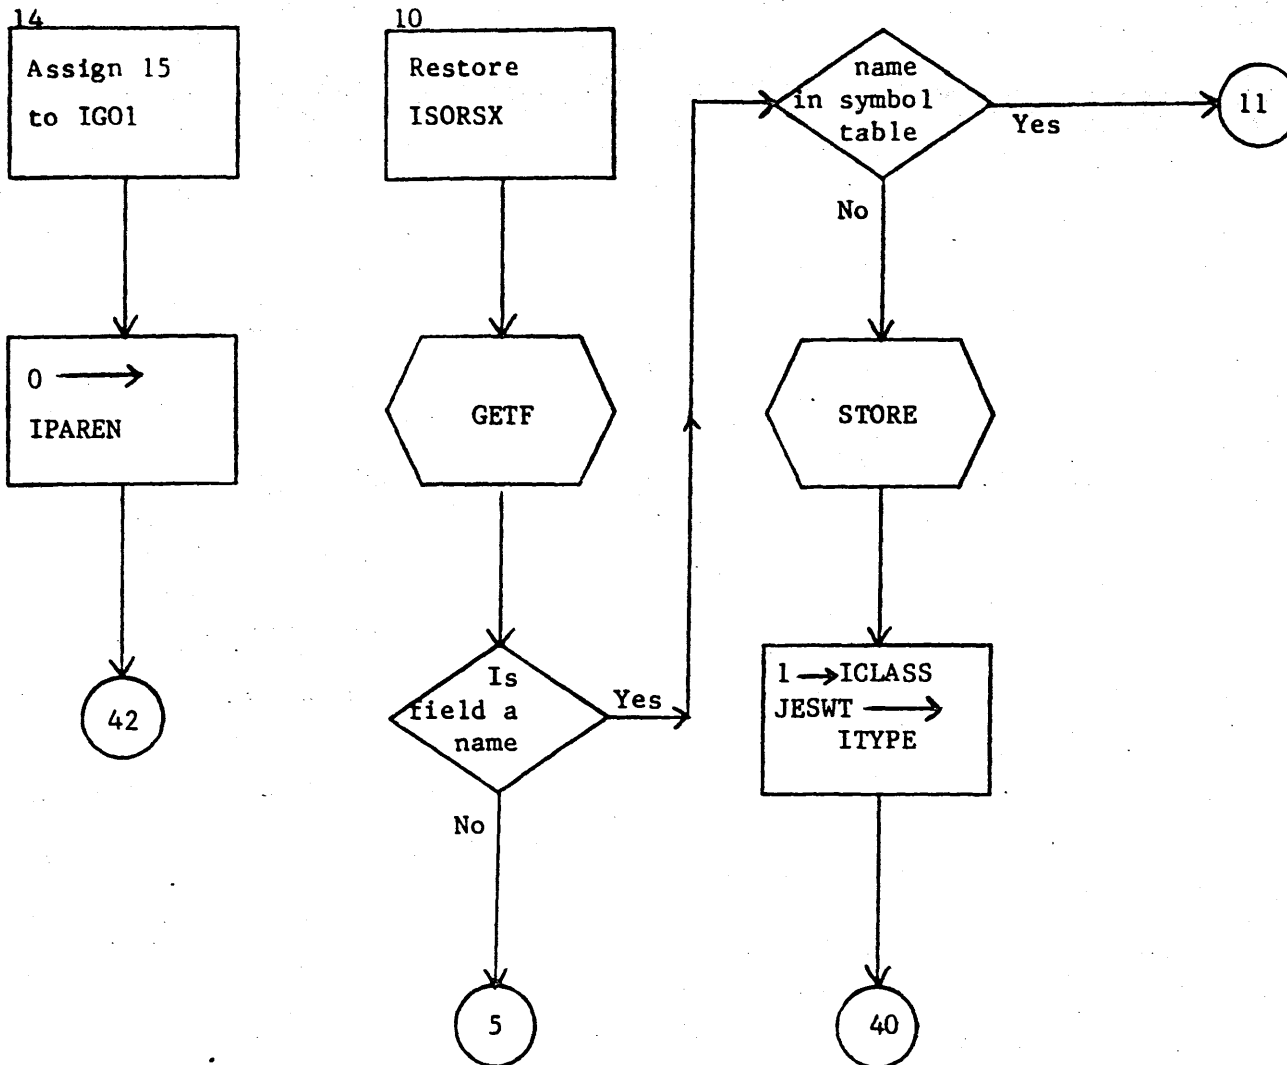 14
Assign 15
to IGO1
0
IPAREN
42
10
Restore
ISORSX
GETF
Is
field a
name
Yes
No
5
name
in symbol
table
Yes
11
No
STORE
1 → ICLASS
JESWT →
ITYPE
40